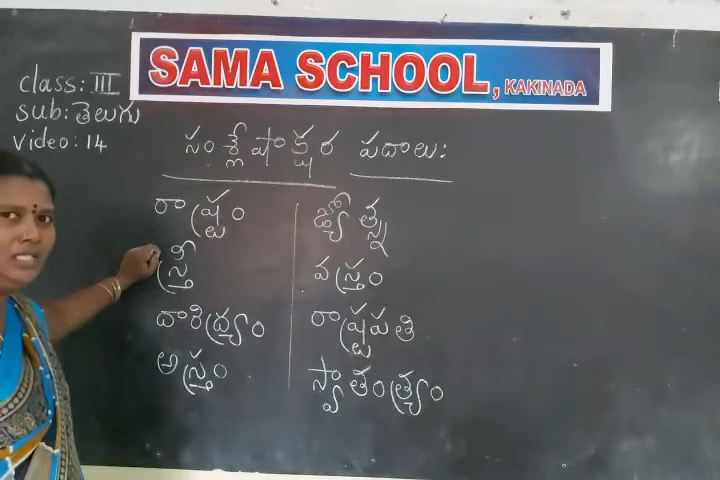 SAMA SCHOOL, KAKINADA
class: III
sub: తెలుగు
video: 14
సంశ్లేషాక్షర పదాలు:
రాష్ట్రం
స్త్రీ
దారిద్ర్యం
అస్త్రం
జ్యోత్స్న
వస్త్రం
రాష్ట్రపతి
స్వాతంత్ర్యం